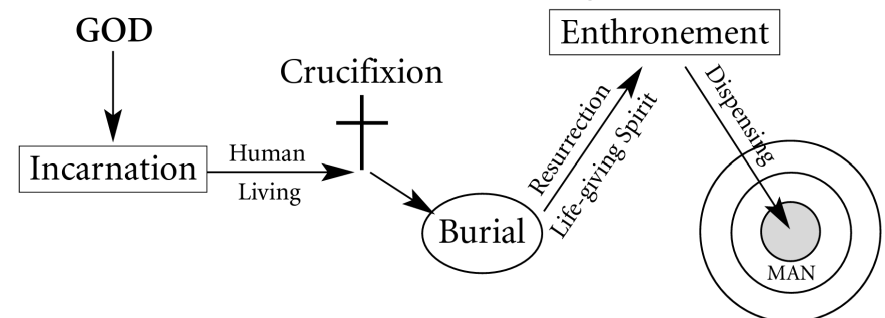 GOD
Incarnation
Human
Living
Crucifixion
Burial
Resurrection
Life-giving Spirit
Enthronement
Dispensing
MAN